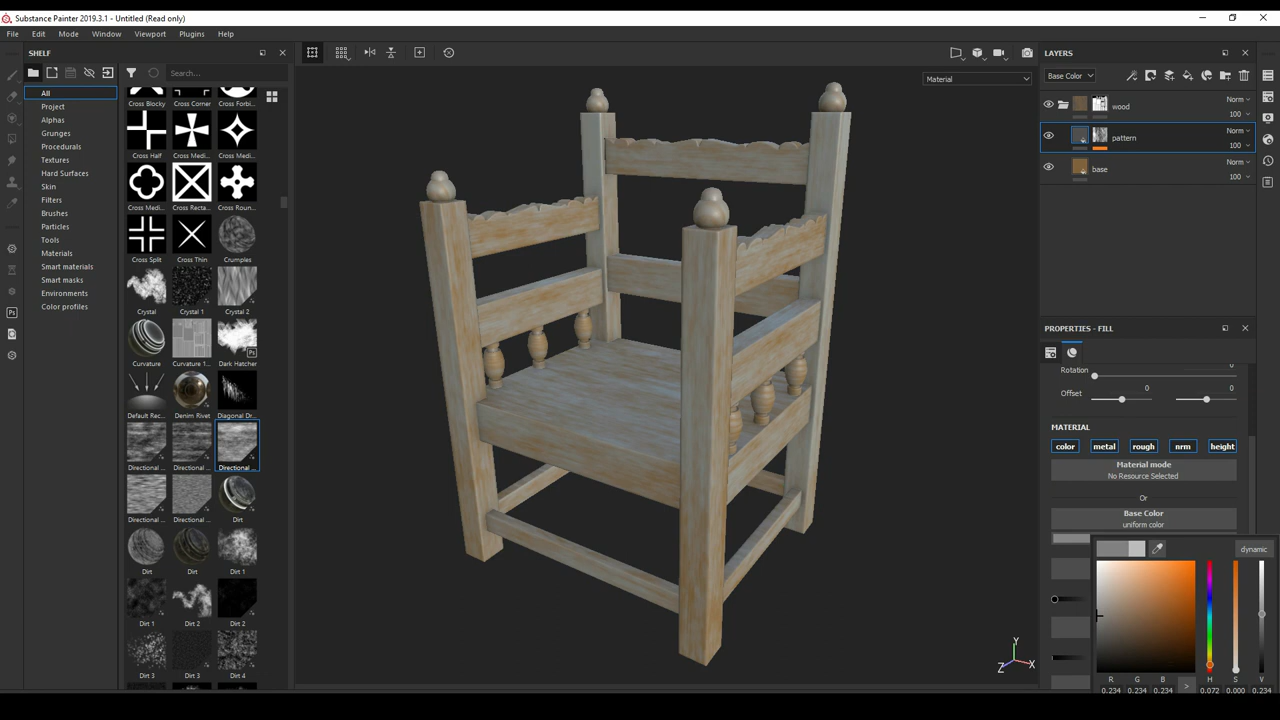 Substance Painter 2019.3.1 - Untitled (Read only)
File Edit Mode Window Viewport Plugins Help
SHELF
Search...
All
Project
Alphas
Grunges
Procedurals
Textures
Hard Surfaces
Skin
Filters
Brushes
Particles
Tools
Materials
Smart materials
Smart masks
Environments
Color profiles
Cross Blocky Cross Corner Cross Forbi...
Cross Half Cross Medi... Cross Medi...
Cross Medi... Cross Recta... Cross Roun...
Cross Split Cross Thin Crumples
Crystal Crystal 1 Crystal 2
Curvature Curvature 1... Dark Hatcher
Ps
Default Rec... Denim Rivet Diagonal Dr...
Directional ... Directional ... Directional ...
Directional ... Directional ... Dirt
Dirt Dirt Dirt 1
Dirt 1 Dirt 2 Dirt 2
Dirt 3 Dirt 3 Dirt 4
Ps
Material
Y
Z X
LAYERS
Base Color
wood Norm 100
pattern Norm 100
base Norm 100
PROPERTIES - FILL
Rotation 0
Offset 0 0
MATERIAL
color metal rough nrm height
Material mode
No Resource Selected
Or
Base Color
uniform color
dynamic
R G B H S V
0.234 0.234 0.234 > 0.072 0.000 0.234